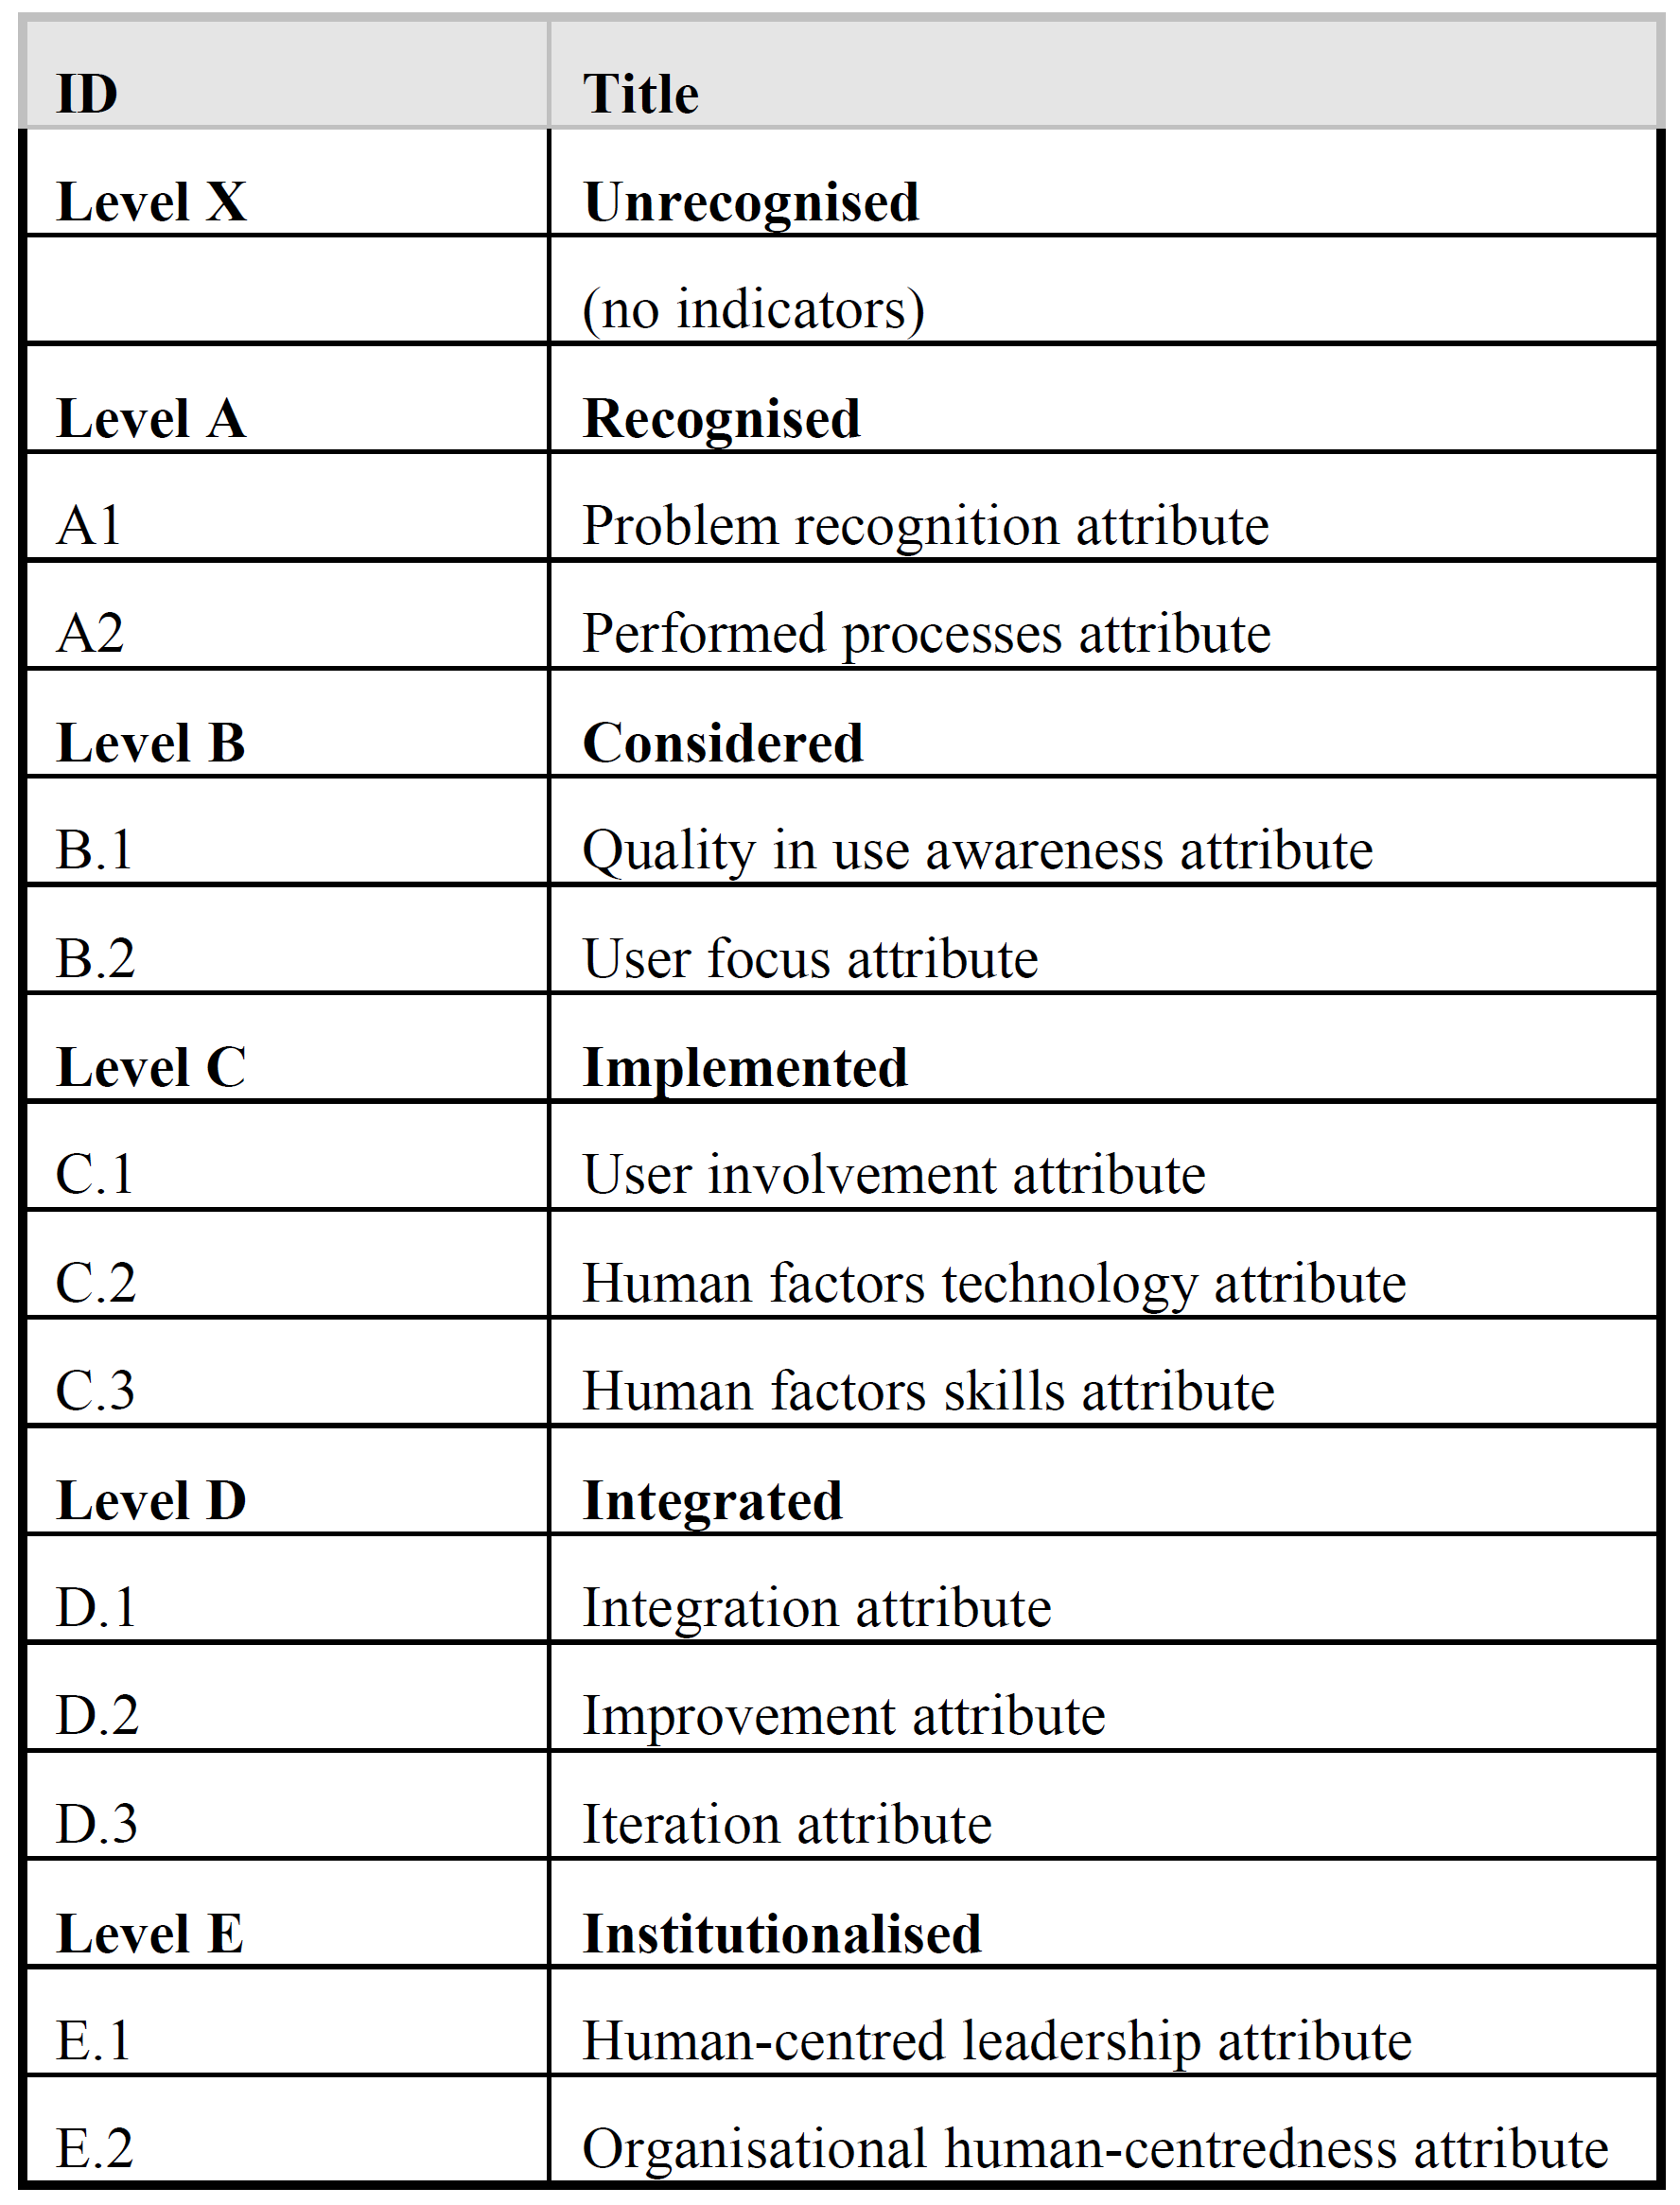 ID Title
Level X Unrecognised
(no indicators)
Level A Recognised
A1 Problem recognition attribute
A2 Performed processes attribute
Level B Considered
B.1 Quality in use awareness attribute
B.2 User focus attribute
Level C Implemented
C.1 User involvement attribute
C.2 Human factors technology attribute
C.3 Human factors skills attribute
Level D Integrated
D.1 Integration attribute
D.2 Improvement attribute
D.3 Iteration attribute
Level E Institutionalised
E.1 Human-centred leadership attribute
E.2 Organisational human-centredness attribute